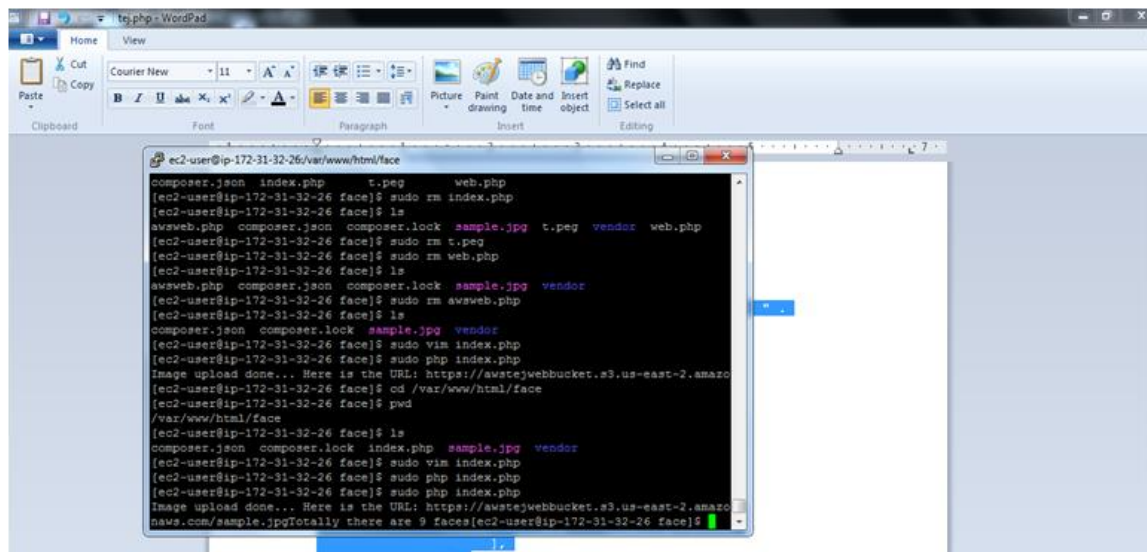 tej.php - WordPad
Home View
Cut
Copy
Paste
Courier New 11 A A
B I U abc X₂ X² A
Picture Paint drawing Date and time Insert object
Find
Replace
Select all
Clipboard Font Paragraph Insert Editing
ec2-user@ip-172-31-32-26:/var/www/html/face
composer.json index.php t.peg web.php
[ec2-user@ip-172-31-32-26 face]$ sudo rm index.php
[ec2-user@ip-172-31-32-26 face]$ ls
awsweb.php composer.json composer.lock sample.jpg t.peg vendor web.php
[ec2-user@ip-172-31-32-26 face]$ sudo rm t.peg
[ec2-user@ip-172-31-32-26 face]$ sudo rm web.php
[ec2-user@ip-172-31-32-26 face]$ ls
awsweb.php composer.json composer.lock sample.jpg vendor
[ec2-user@ip-172-31-32-26 face]$ sudo rm awsweb.php
[ec2-user@ip-172-31-32-26 face]$ ls
composer.json composer.lock sample.jpg vendor
[ec2-user@ip-172-31-32-26 face]$ sudo vim index.php
[ec2-user@ip-172-31-32-26 face]$ sudo php index.php
Image upload done... Here is the URL: https://awstejwebbucket.s3.us-east-2.amazo
[ec2-user@ip-172-31-32-26 face]$ cd /var/www/html/face
[ec2-user@ip-172-31-32-26 face]$ pwd
/var/www/html/face
[ec2-user@ip-172-31-32-26 face]$ ls
composer.json composer.lock index.php sample.jpg vendor
[ec2-user@ip-172-31-32-26 face]$ sudo vim index.php
[ec2-user@ip-172-31-32-26 face]$ sudo php index.php
[ec2-user@ip-172-31-32-26 face]$ sudo php index.php
Image upload done... Here is the URL: https://awstejwebbucket.s3.us-east-2.amazo
naws.com/sample.jpgTotally there are 9 faces[ec2-user@ip-172-31-32-26 face]$
" .
],